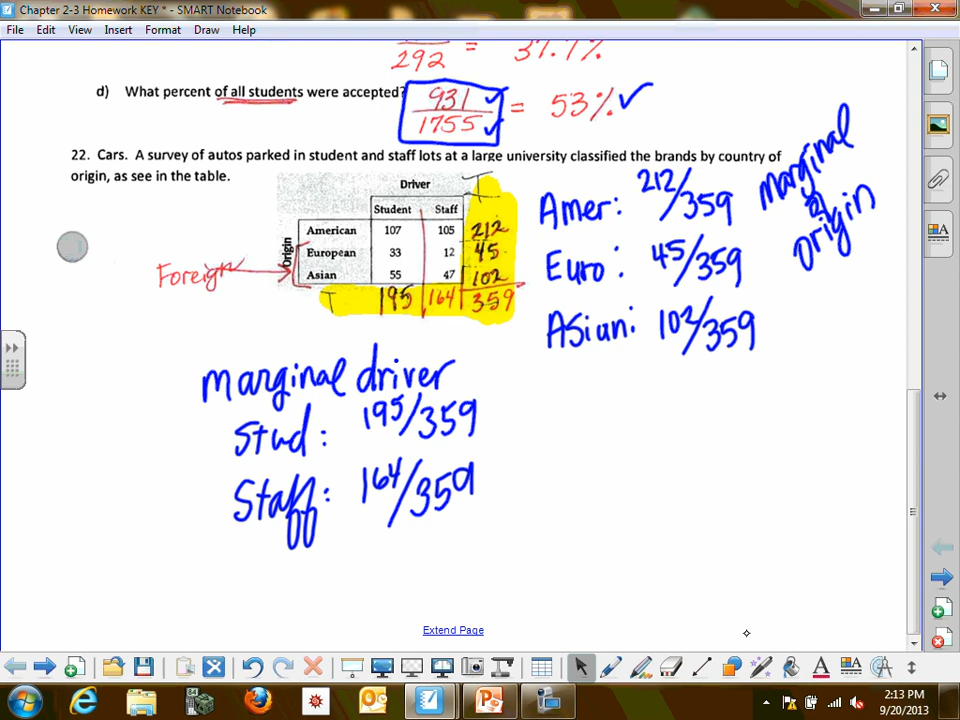 Chapter 2-3 Homework KEY * - SMART Notebook
File Edit View Insert Format Draw Help
292 = 37.7%
d) What percent of all students were accepted? 931/1755 = 53%
22. Cars. A survey of autos parked in student and staff lots at a large university classified the brands by country of
origin, as see in the table.
Driver T
Student Staff
Origin
American 107 105 212
European 33 12 45
Asian 55 47 102
T 195 164 359
Foreign
Amer: 212/359
Euro: 45/359
Asiun: 102/359
marginal
of
origin
marginal driver
Stud: 195/359
Staff: 164/359
Extend Page
2:13 PM
9/20/2013